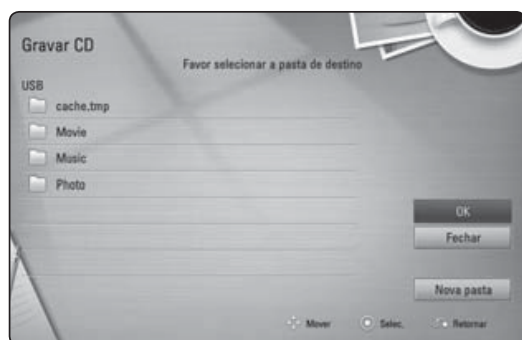 Gravar CD
Favor selecionar a pasta de destino
USB
cache.tmp
Movie
Music
Photo
OK
Fechar
Nova pasta
Mover Selec. Retornar